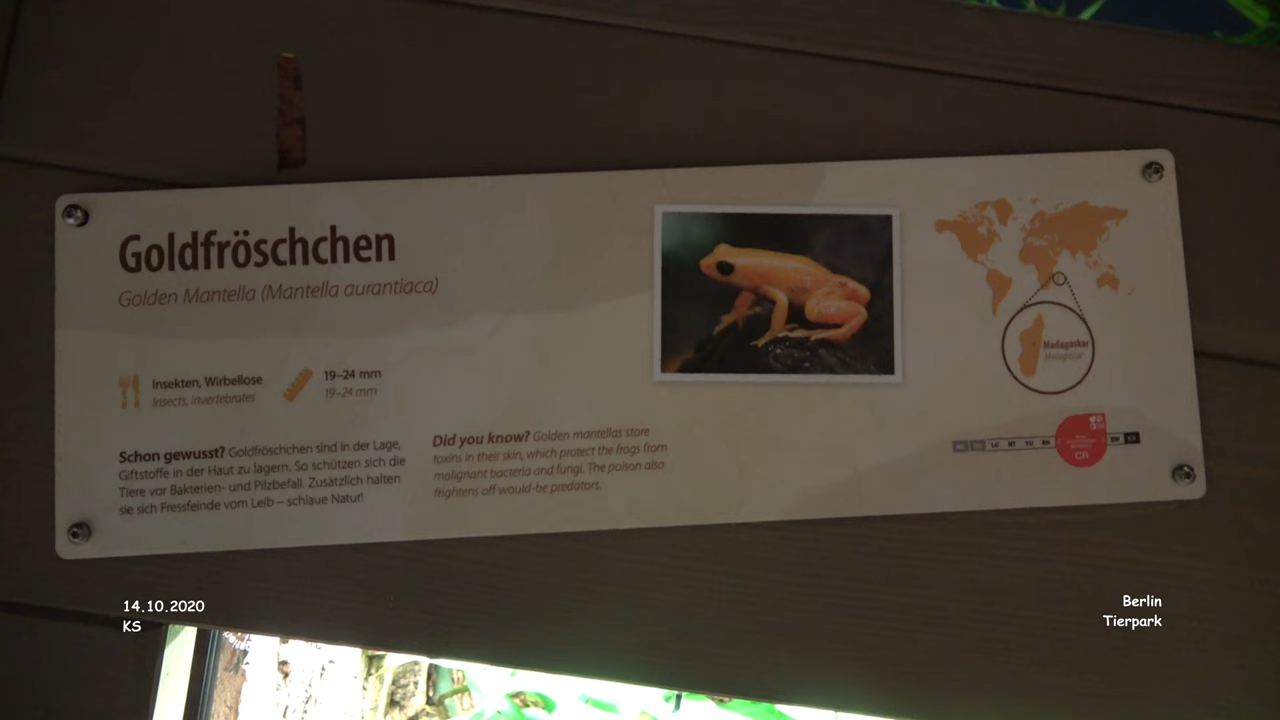 Goldfröschchen
Golden Mantella (Mantella aurantiaca)
Insekten, Wirbellose
Insects, invertebrates
19–24 mm
19–24 mm
Schon gewusst? Goldfröschchen sind in der Lage,
Giftstoffe in der Haut zu lagern. So schützen sich die
Tiere vor Bakterien- und Pilzbefall. Zusätzlich halten
sie sich Fressfeinde vom Leib – schlaue Natur!
Did you know? Golden mantellas store
toxins in their skin, which protect the frogs from
malignant bacteria and fungi. The poison also
frightens off would-be predators.
Madagaskar
Madagascar
LC NT VU EN CR EW EX
14.10.2020
KS
Berlin
Tierpark